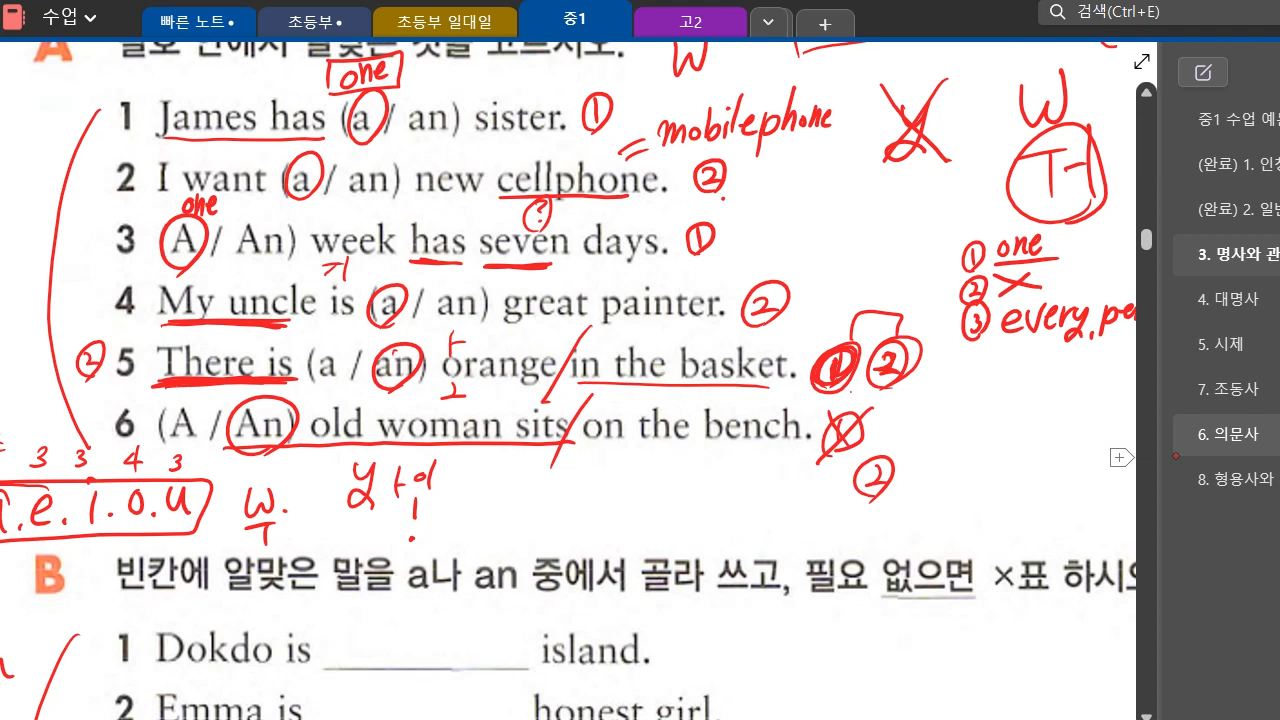 수업
빠른 노트
초등부
초등부 일대일
중1
고2
검색(Ctrl+E)
A
W
one
1 James has (a / an) sister. ①
= mobilephone
W
2 I want (a / an) new cellphone. ②
one
3 (A / An) week has seven days. ①
① one
② ×
③ every, pe
4 My uncle is (a / an) great painter. ②
② 5 There is (a / an) orange / in the basket. ① ②
6 (A / An) old woman sits / on the bench.
②
3 3 4 3
a. e. i. o. u
w.
B 빈칸에 알맞은 말을 a나 an 중에서 골라 쓰고, 필요 없으면 ×표 하시오
1 Dokdo is ____ island.
2 Emma is ____ honest girl.
중1 수업 예
(완료) 1. 인칭
(완료) 2. 일반
3. 명사와 관
4. 대명사
5. 시제
7. 조동사
6. 의문사
8. 형용사와